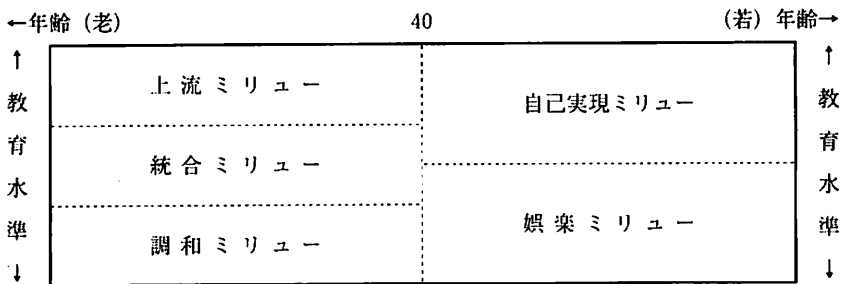 ←年齢 (老) 40 (若) 年齢→
↑教育水準↓
上流ミリュー
統合ミリュー
調和ミリュー
自己実現ミリュー
娯楽ミリュー
↑教育水準↓